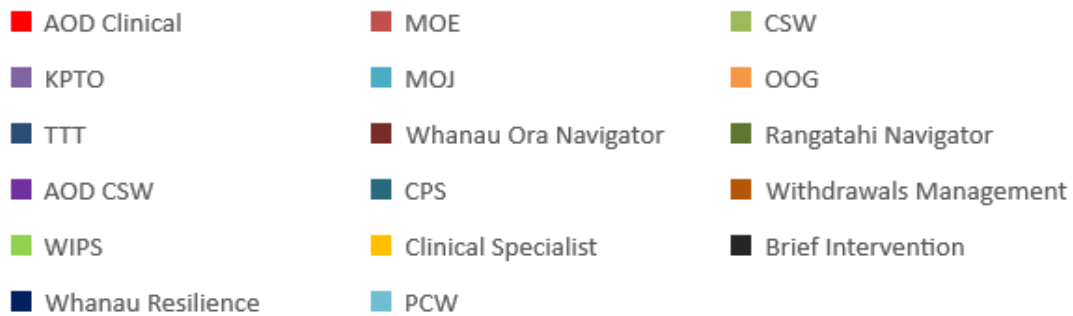 AOD Clinical MOE CSW
KPTO MOJ OOG
TTT Whanau Ora Navigator Rangatahi Navigator
AOD CSW CPS Withdrawals Management
WIPS Clinical Specialist Brief Intervention
Whanau Resilience PCW